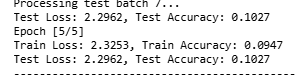 Processing test batch 7...
Test Loss: 2.2962, Test Accuracy: 0.1027
Epoch [5/5]
Train Loss: 2.3253, Train Accuracy: 0.0947
Test Loss: 2.2962, Test Accuracy: 0.1027
--------------------------------------------------